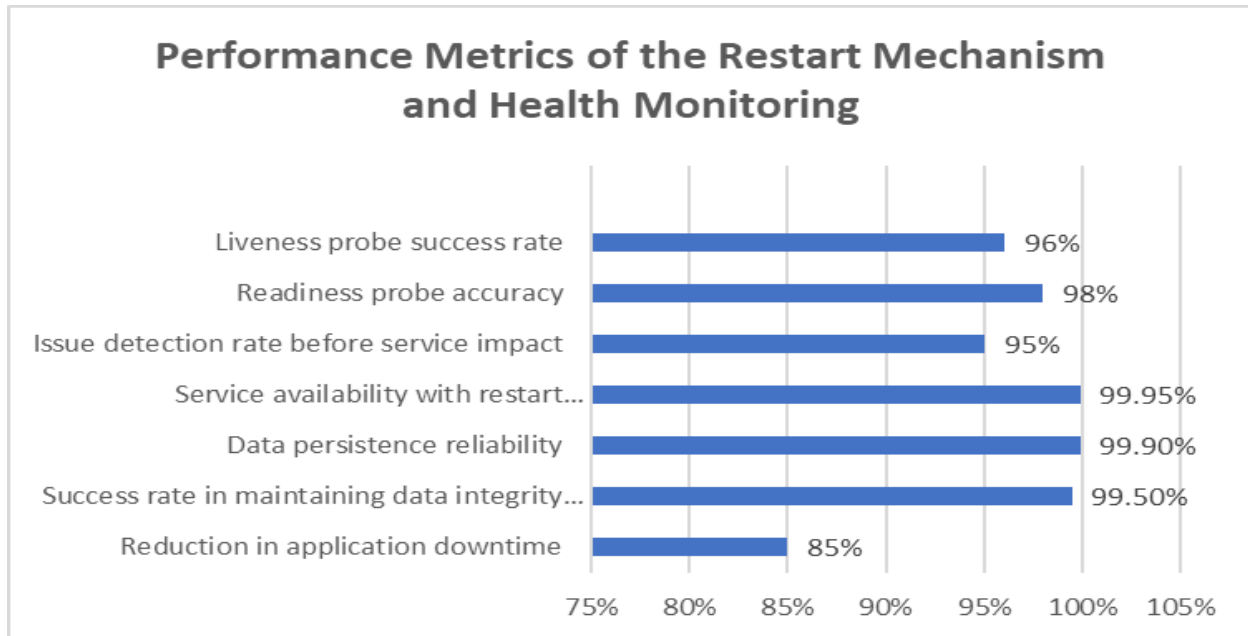 Performance Metrics of the Restart Mechanism
and Health Monitoring
Liveness probe success rate
96%
Readiness probe accuracy
98%
Issue detection rate before service impact
95%
Service availability with restart...
99.95%
Data persistence reliability
99.90%
Success rate in maintaining data integrity...
99.50%
Reduction in application downtime
85%
75% 80% 85% 90% 95% 100% 105%